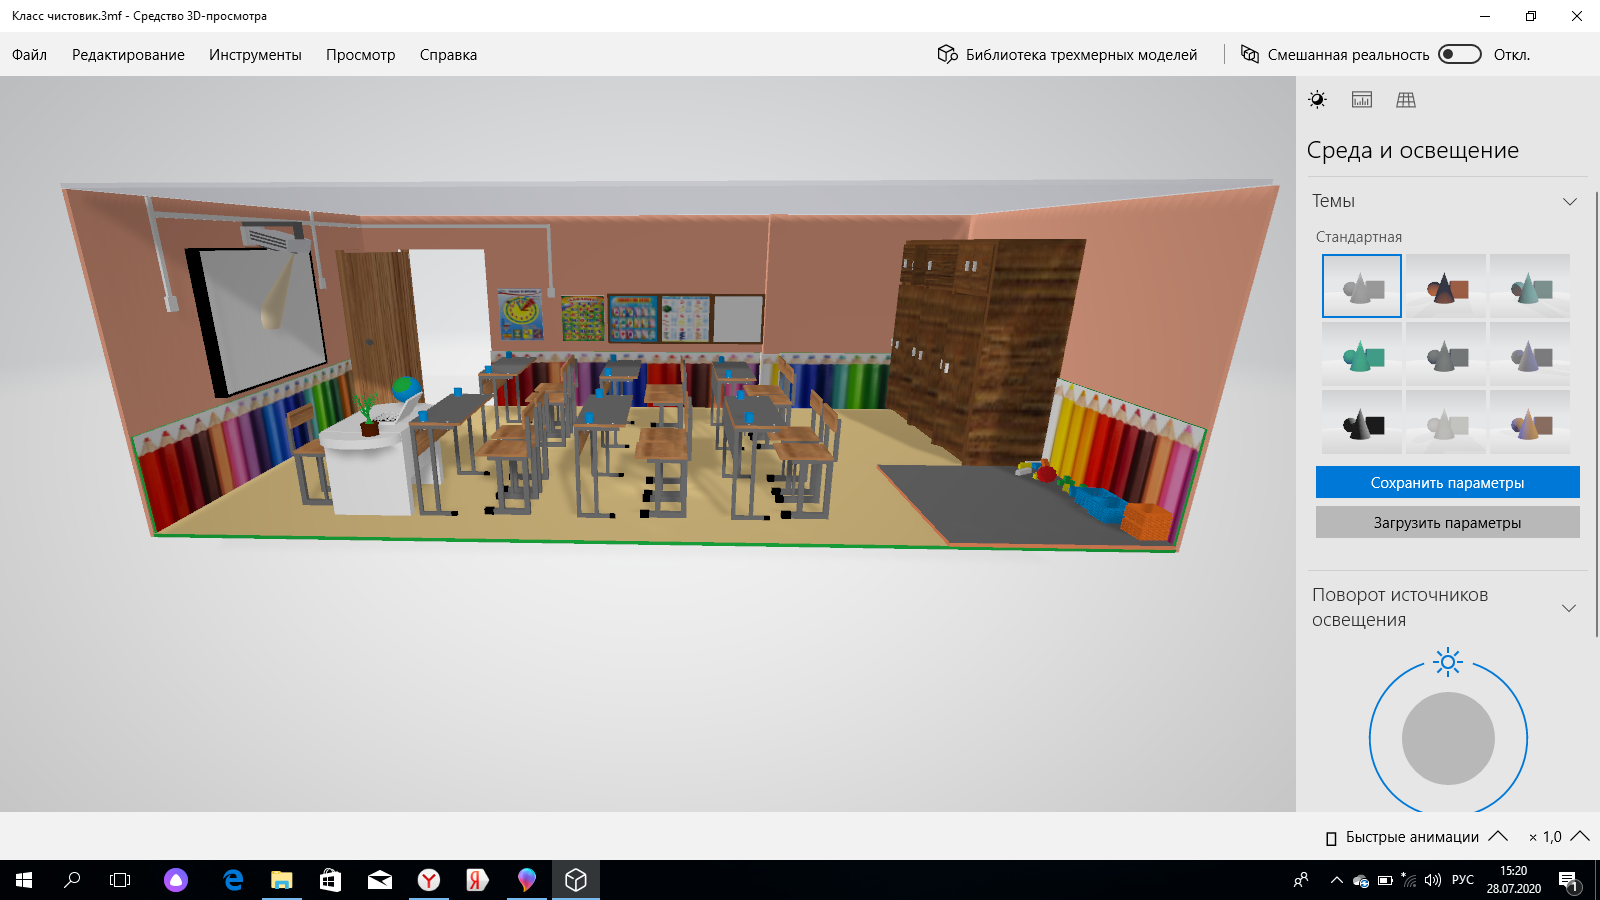 Класс чистовик.3mf - Средство 3D-просмотра
Файл Редактирование Инструменты Просмотр Справка
Библиотека трехмерных моделей
Смешанная реальность Откл.
Среда и освещение
Темы
Стандартная
Сохранить параметры
Загрузить параметры
Поворот источников
освещения
Быстрые анимации × 1,0
РУС
15:20
28.07.2020
1